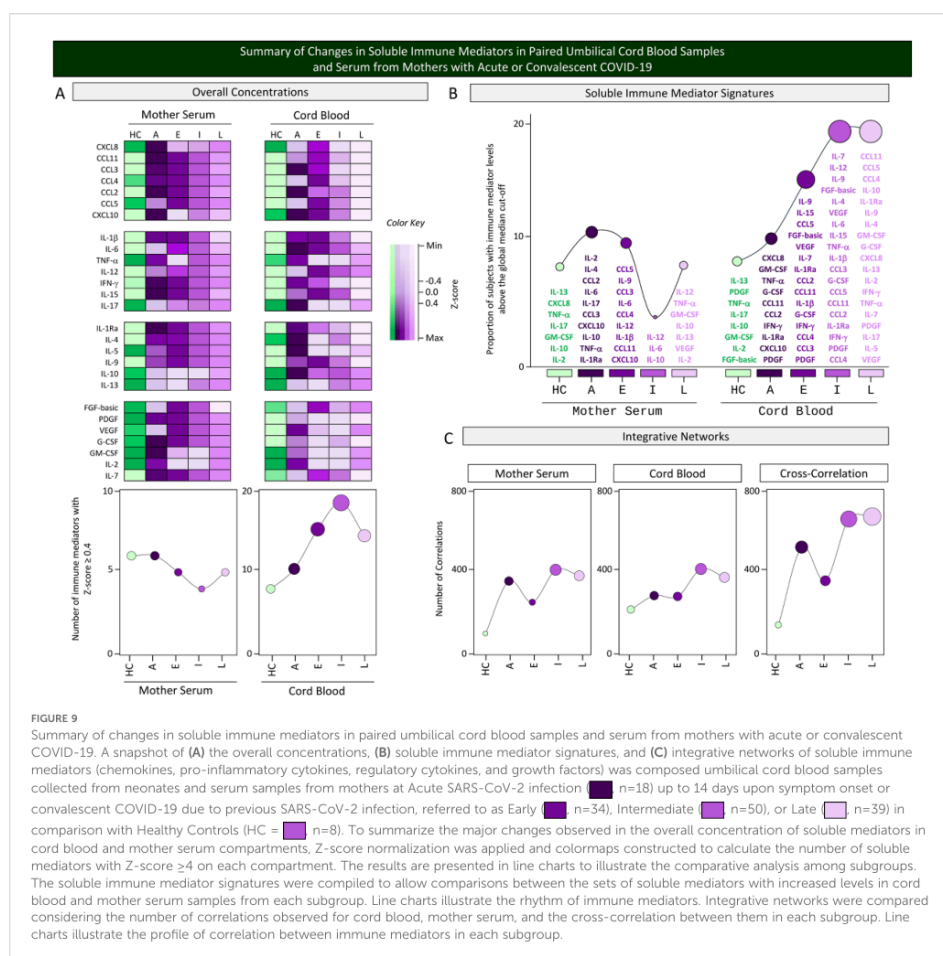 Summary of Changes in Soluble Immune Mediators in Paired Umbilical Cord Blood Samples
and Serum from Mothers with Acute or Convalescent COVID-19
A
Overall Concentrations
Mother Serum
Cord Blood
HC A E I L
HC A E I L
CXCL8
CCL11
CCL3
CCL4
CCL2
CCL5
CXCL10
IL-1β
IL-6
TNF-α
IL-12
IFN-γ
IL-15
IL-17
IL-1Ra
IL-4
IL-5
IL-9
IL-10
IL-13
FGF-basic
PDGF
VEGF
G-CSF
GM-CSF
IL-2
IL-7
Color Key
Min
-0.4
0.0
0.4
Max
Z-score
Number of immune mediators with
Z-score ≥ 0.4
10
5
0
HC A E I L
Mother Serum
20
10
0
HC A E I L
Cord Blood
B
Soluble Immune Mediator Signatures
Proportion of subjects with immune mediator levels
above the global median cut-off
20
10
0
IL-13
CXCL8
TNF-α
IL-17
GM-CSF
IL-10
IL-2
IL-2
IL-4
CCL2
IL-6
IL-17
CXCL10
IL-10
TNF-α
IL-1Ra
CCL5
IL-9
CCL3
IL-6
CCL4
IL-12
CCL11
CXCL10
IL-12
IL-6
IL-10
IL-12
TNF-α
GM-CSF
IL-10
IL-13
VEGF
IL-2
IL-13
PDGF
TNF-α
IL-17
IL-10
GM-CSF
IL-2
FGF-basic
CXCL8
GM-CSF
TNF-α
G-CSF
CCL11
CCL2
IFN-γ
IL-1Ra
CXCL10
PDGF
IL-9
IL-15
CCL5
FGF-basic
VEGF
IL-7
IL-1Ra
CCL2
CCL11
IL-1β
G-CSF
IFN-γ
CCL4
CCL3
PDGF
IL-7
IL-12
IL-9
FGF-basic
IL-4
VEGF
IL-6
IL-15
TNF-α
IL-1β
CCL3
G-CSF
CCL5
CCL11
CCL2
IL-1Ra
IFN-γ
PDGF
CCL4
CCL11
CCL5
CCL4
IL-10
IL-1Ra
IL-9
IL-4
GM-CSF
G-CSF
CXCL8
IL-13
IL-2
IFN-γ
TNF-α
IL-7
PDGF
IL-17
IL-5
VEGF
HC A E I L
Mother Serum
HC A E I L
Cord Blood
C
Integrative Networks
Mother Serum
Cord Blood
Cross-Correlation
Number of Correlations
800
400
0
HC A E I L
800
400
0
HC A E I L
800
400
0
HC A E I L
FIGURE 9
Summary of changes in soluble immune mediators in paired umbilical cord blood samples and serum from mothers with acute or convalescent
COVID-19. A snapshot of (A) the overall concentrations, (B) soluble immune mediator signatures, and (C) integrative networks of soluble immune
mediators (chemokines, pro-inflammatory cytokines, regulatory cytokines, and growth factors) was composed umbilical cord blood samples
collected from neonates and serum samples from mothers at Acute SARS-CoV-2 infection ( , n=18) up to 14 days upon symptom onset or
convalescent COVID-19 due to previous SARS-CoV-2 infection, referred to as Early ( , n=34), Intermediate ( , n=50), or Late ( , n=39) in
comparison with Healthy Controls (HC = , n=8). To summarize the major changes observed in the overall concentration of soluble mediators in
cord blood and mother serum compartments, Z-score normalization was applied and colormaps constructed to calculate the number of soluble
mediators with Z-score ≥4 on each compartment. The results are presented in line charts to illustrate the comparative analysis among subgroups.
The soluble immune mediator signatures were compiled to allow comparisons between the sets of soluble mediators with increased levels in cord
blood and mother serum samples from each subgroup. Line charts illustrate the rhythm of immune mediators. Integrative networks were compared
considering the number of correlations observed for cord blood, mother serum, and the cross-correlation between them in each subgroup. Line
charts illustrate the profile of correlation between immune mediators in each subgroup.